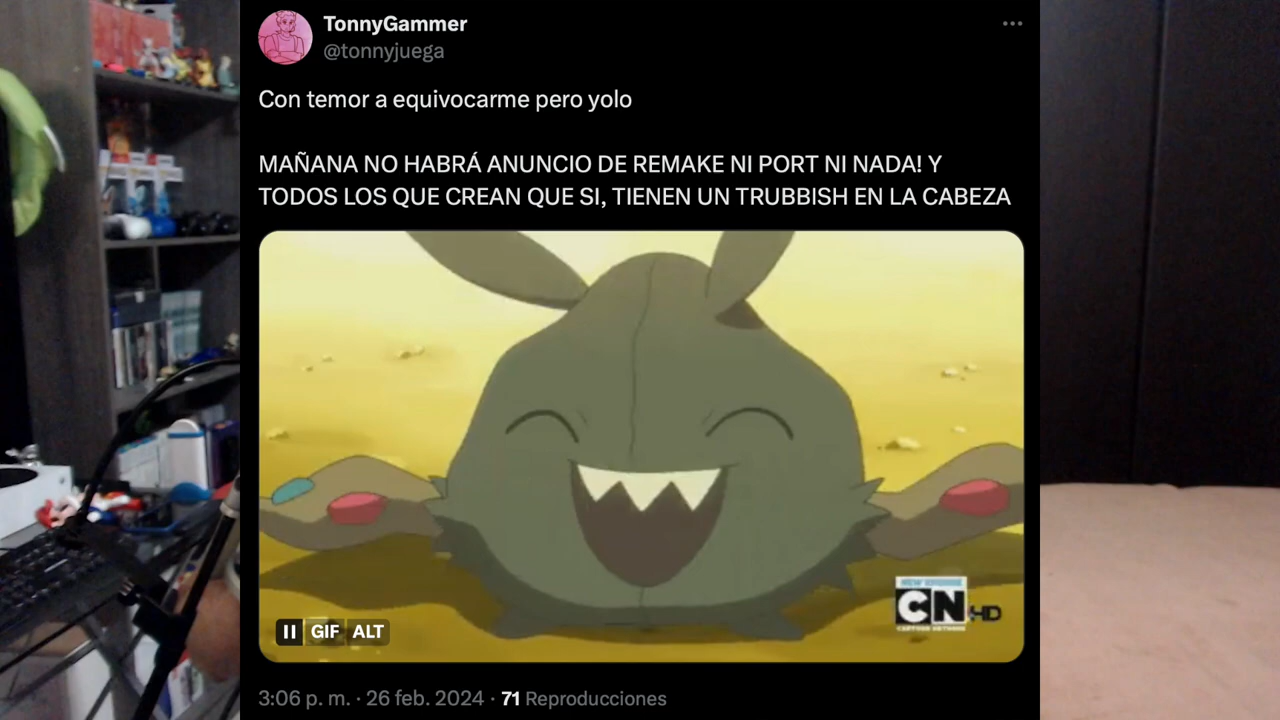 TonnyGammer
@tonnyjuega
Con temor a equivocarme pero yolo
MAÑANA NO HABRÁ ANUNCIO DE REMAKE NI PORT NI NADA! Y
TODOS LOS QUE CREAN QUE SI, TIENEN UN TRUBBISH EN LA CABEZA
NEW EPISODE
CN HD
CARTOON NETWORK
GIF ALT
3:06 p. m. · 26 feb. 2024 · 71 Reproducciones